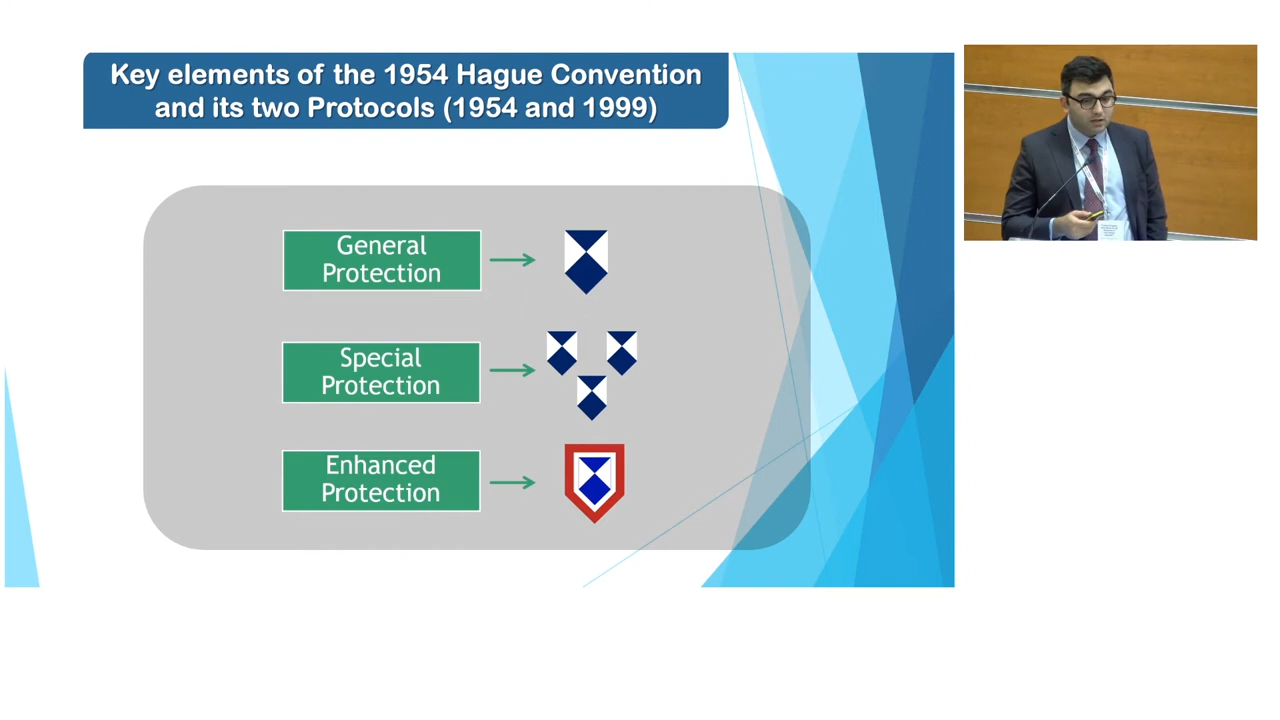 Key elements of the 1954 Hague Convention
and its two Protocols (1954 and 1999)
General
Protection
Special
Protection
Enhanced
Protection